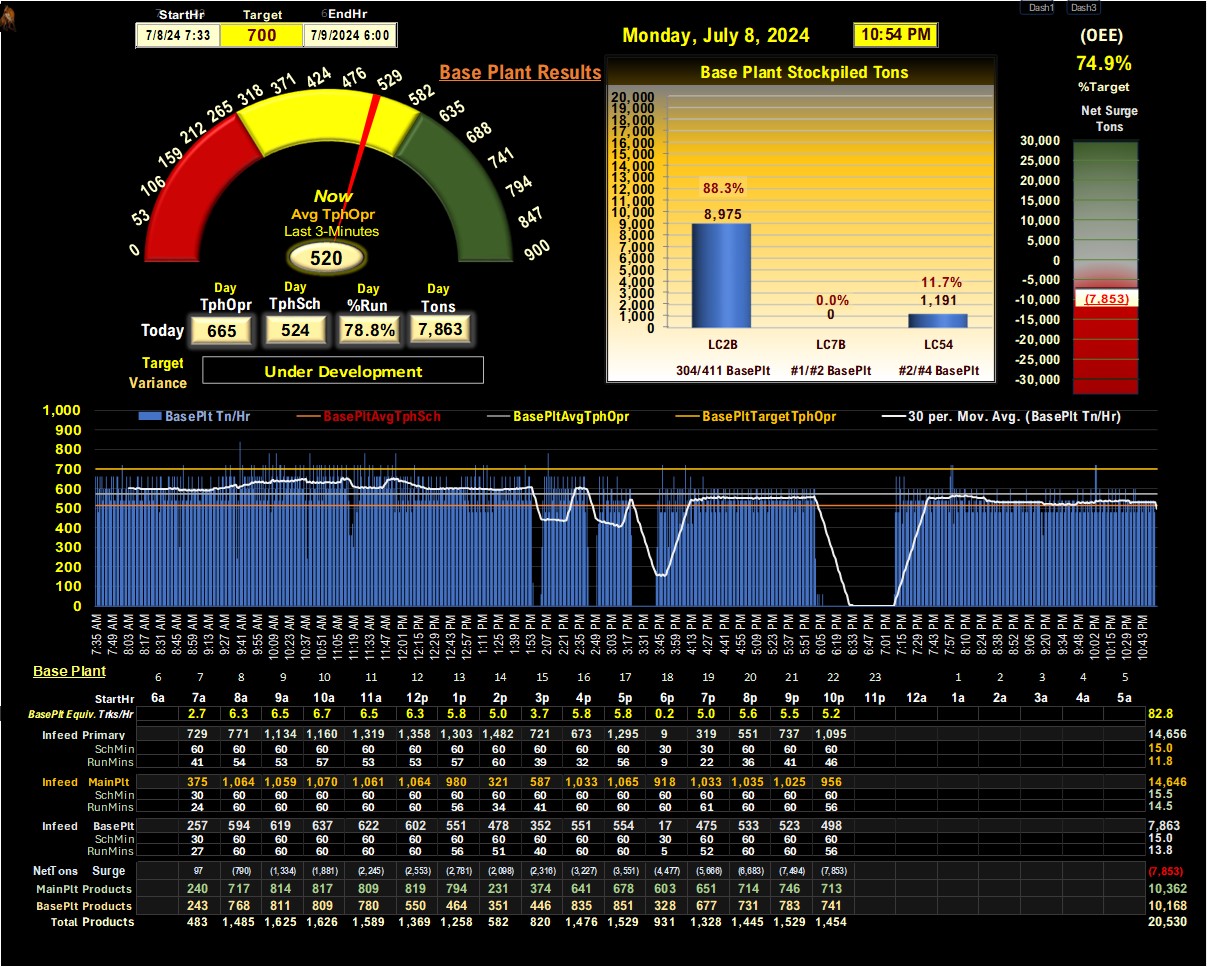 Dash1 Dash3
StartHr Target EndHr
7/8/24 7:33 700 7/9/2024 6:00
Monday, July 8, 2024 10:54 PM
(OEE)
74.9%
%Target
Net Surge
Tons
30,000
25,000
20,000
15,000
10,000
5,000
0
-5,000
-10,000
-15,000
-20,000
-25,000
-30,000
(7,853)
Base Plant Results
0 53 106 159 212 265 318 371 424 476 529 582 635 688 741 794 847 900
Now
Avg TphOpr
Last 3-Minutes
520
Day Day Day Day
TphOpr TphSch %Run Tons
Today 665 524 78.8% 7,863
Target
Variance
Under Development
Base Plant Stockpiled Tons
20,000
19,000
18,000
17,000
16,000
15,000
14,000
13,000
12,000
11,000
10,000
9,000
8,000
7,000
6,000
5,000
4,000
3,000
2,000
1,000
0
88.3%
8,975
0.0%
0
11.7%
1,191
LC2B LC7B LC54
304/411 BasePlt #1/#2 BasePlt #2/#4 BasePlt
BasePlt Tn/Hr BasePltAvgTphSch BasePltAvgTphOpr BasePltTargetTphOpr 30 per. Mov. Avg. (BasePlt Tn/Hr)
1,000
900
800
700
600
500
400
300
200
100
0
7:35 AM 7:49 AM 8:03 AM 8:17 AM 8:31 AM 8:45 AM 8:59 AM 9:13 AM 9:27 AM 9:41 AM 9:55 AM 10:09 AM 10:23 AM 10:37 AM 10:51 AM 11:05 AM 11:19 AM 11:33 AM 11:47 AM 12:01 PM 12:15 PM 12:29 PM 12:43 PM 12:57 PM 1:11 PM 1:25 PM 1:39 PM 1:53 PM 2:07 PM 2:21 PM 2:35 PM 2:49 PM 3:03 PM 3:17 PM 3:31 PM 3:45 PM 3:59 PM 4:13 PM 4:27 PM 4:41 PM 4:55 PM 5:09 PM 5:23 PM 5:37 PM 5:51 PM 6:05 PM 6:19 PM 6:33 PM 6:47 PM 7:01 PM 7:15 PM 7:29 PM 7:43 PM 7:57 PM 8:10 PM 8:24 PM 8:38 PM 8:52 PM 9:06 PM 9:20 PM 9:34 PM 9:48 PM 10:02 PM 10:15 PM 10:29 PM 10:43 PM
Base Plant
6 7 8 9 10 11 12 13 14 15 16 17 18 19 20 21 22 23 1 2 3 4 5
StartHr 6a 7a 8a 9a 10a 11a 12p 1p 2p 3p 4p 5p 6p 7p 8p 9p 10p 11p 12a 1a 2a 3a 4a 5a
BasePlt Equiv. Trks/Hr 2.7 6.3 6.5 6.7 6.5 6.3 5.8 5.0 3.7 5.8 5.8 0.2 5.0 5.6 5.5 5.2 82.8
Infeed Primary 729 771 1,134 1,160 1,319 1,358 1,303 1,482 721 673 1,295 9 319 551 737 1,095 14,656
SchMin 60 60 60 60 60 60 60 60 60 60 60 30 30 60 60 60 15.0
RunMins 41 54 53 57 53 53 57 60 39 32 56 9 22 36 41 46 11.8
Infeed MainPlt 375 1,064 1,059 1,070 1,061 1,064 980 321 587 1,033 1,065 918 1,033 1,035 1,025 956 14,646
SchMin 30 60 60 60 60 60 60 60 60 60 60 60 60 60 60 60 15.5
RunMins 24 60 60 60 60 60 56 34 41 60 60 60 61 60 60 56 14.5
Infeed BasePlt 257 594 619 637 622 602 551 478 352 551 554 17 475 533 523 498 7,863
SchMin 30 60 60 60 60 60 60 60 60 60 60 30 60 60 60 60 15.0
RunMins 27 60 60 60 60 60 56 51 40 60 60 5 52 60 60 56 13.8
NetTons Surge 97 (790) (1,334) (1,881) (2,245) (2,553) (2,781) (2,098) (2,316) (3,227) (3,551) (4,477) (5,666) (6,683) (7,494) (7,853) (7,853)
MainPlt Products 240 717 814 817 809 819 794 231 374 641 678 603 651 714 746 713 10,362
BasePlt Products 243 768 811 809 780 550 464 351 446 835 851 328 677 731 783 741 10,168
Total Products 483 1,485 1,625 1,626 1,589 1,369 1,258 582 820 1,476 1,529 931 1,328 1,445 1,529 1,454 20,530